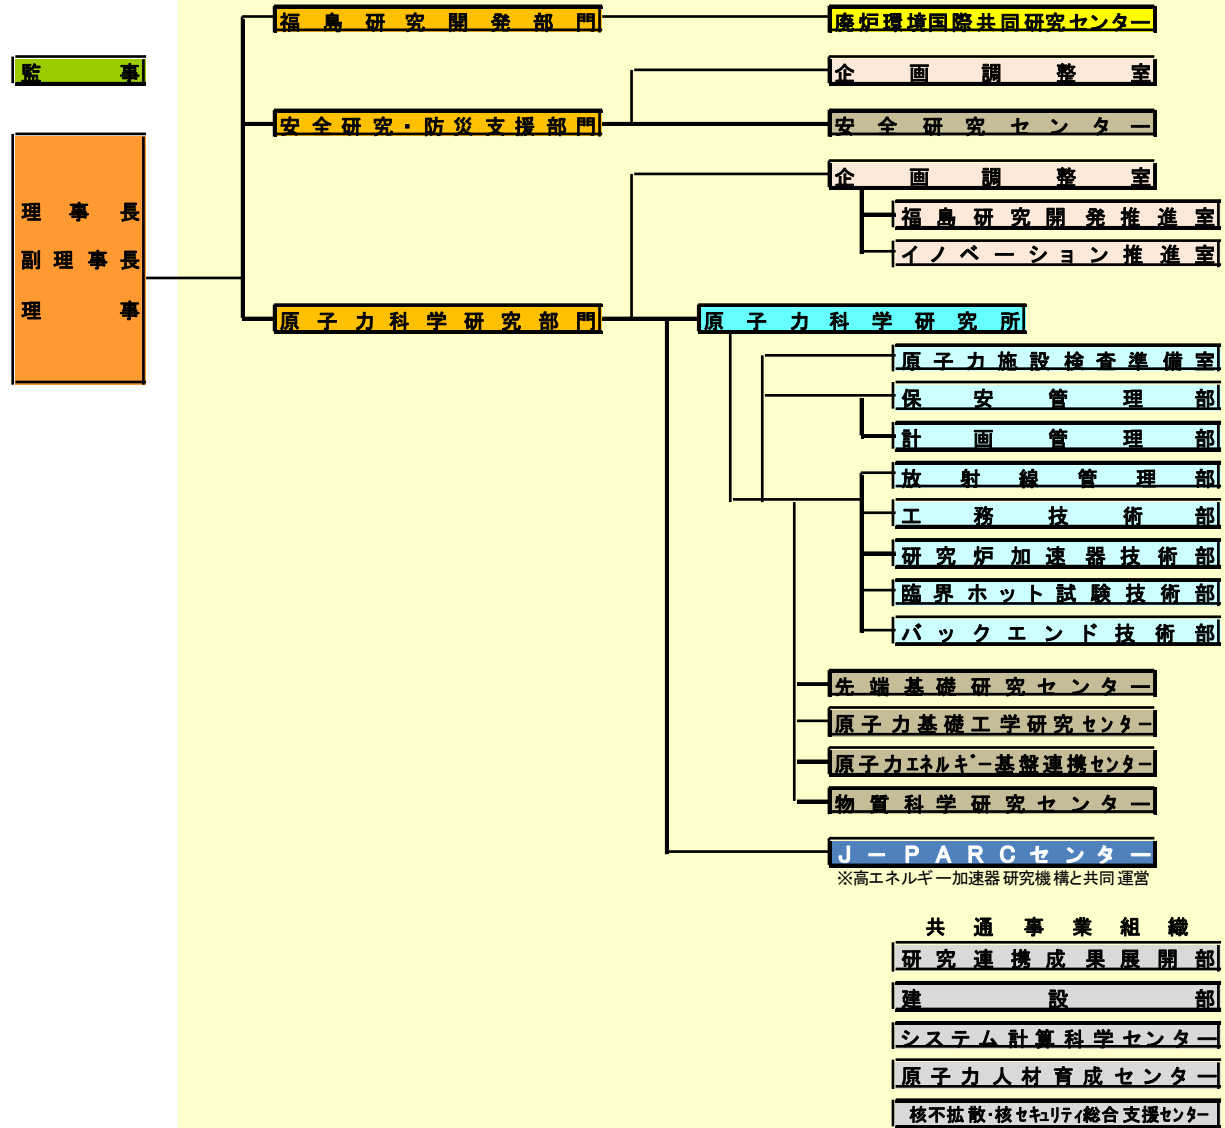 福島研究開発部門
廃炉環境国際共同研究センター
監事
企画調整室
安全研究・防災支援部門
安全研究センター
企画調整室
理事長
副理事長
理事
福島研究開発推進室
イノベーション推進室
原子力科学研究部門
原子力科学研究所
原子力施設検査準備室
保安管理部
計画管理部
放射線管理部
工務技術部
研究炉加速器技術部
臨界ホット試験技術部
バックエンド技術部
先端基礎研究センター
原子力基礎工学研究センター
原子力エネルギー基盤連携センター
物質科学研究センター
J-PARCセンター
※高エネルギー加速器研究機構と共同運営
共通事業組織
研究連携成果展開部
建設部
システム計算科学センター
原子力人材育成センター
核不拡散・核セキュリティ総合支援センター